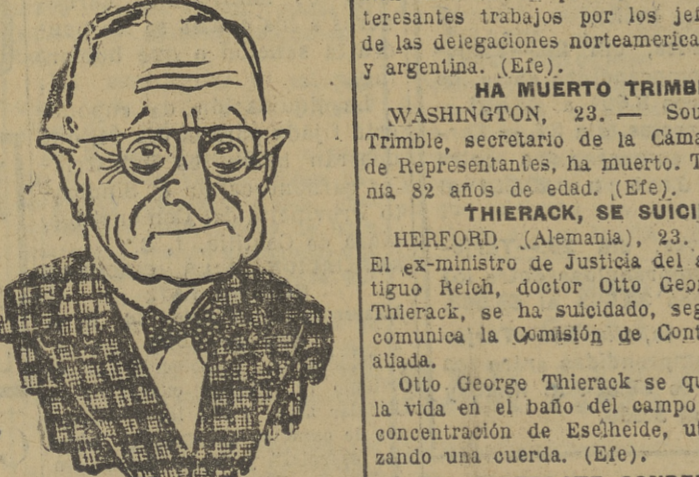 teresantes trabajos por los jef
de las delegaciones norteamerica
y argentina. (Efe).
HA MUERTO TRIMB
WASHINGTON, 23. — Sou
Trimble, secretario de la Cáma
de Representantes, ha muerto. T
nía 82 años de edad. (Efe).
THIERACK, SE SUICI
HERFORD (Alemania), 23.
El ex-ministro de Justicia del a
tiguo Reich, doctor Otto Geor
Thierack, se ha suicidado, seg
comunica la Comisión de Cont
aliada.
Otto George Thierack se qu
la vida en el baño del campo
concentración de Eselheide, ut
zando una cuerda. (Efe).